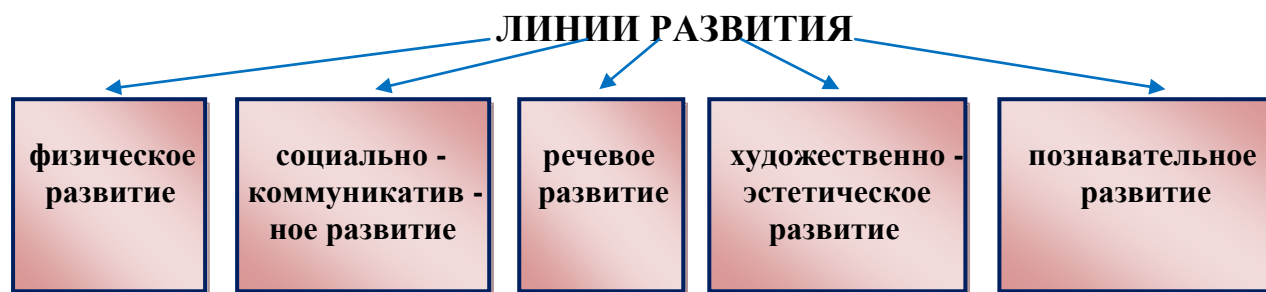 ЛИНИИ РАЗВИТИЯ
физическое
развитие
социально -
коммуникатив -
ное развитие
речевое
развитие
художественно -
эстетическое
развитие
познавательное
развитие